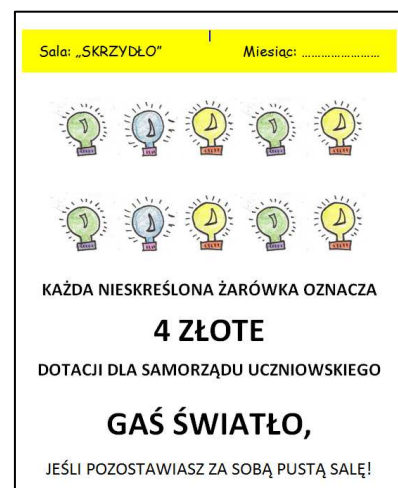 Sala: „SKRZYDŁO” Miesiąc: ……………………
KAŻDA NIESKREŚLONA ŻARÓWKA OZNACZA
4 ZŁOTE
DOTACJI DLA SAMORZĄDU UCZNIOWSKIEGO
GAŚ ŚWIATŁO,
JEŚLI POZOSTAWIASZ ZA SOBĄ PUSTĄ SALĘ!